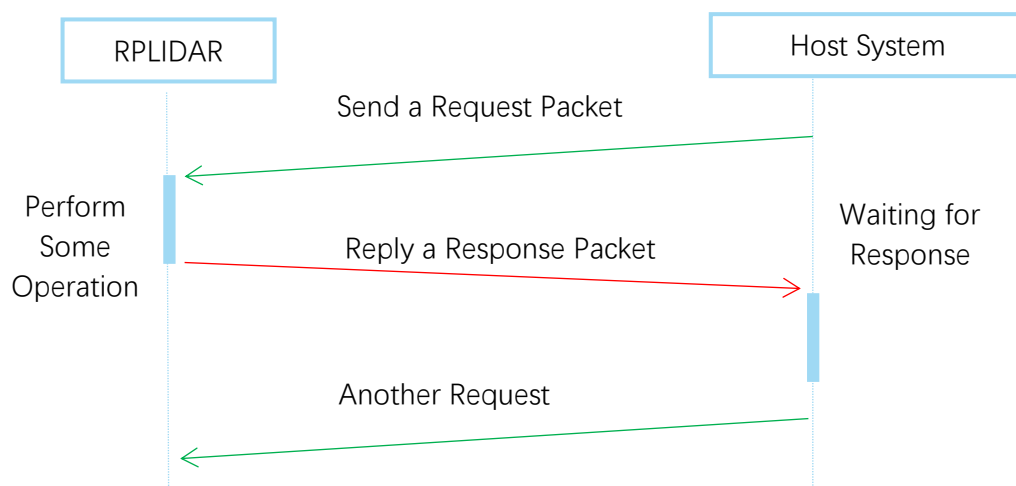 RPLIDAR
Host System
Send a Request Packet
Perform
Some
Operation
Waiting for
Response
Reply a Response Packet
Another Request